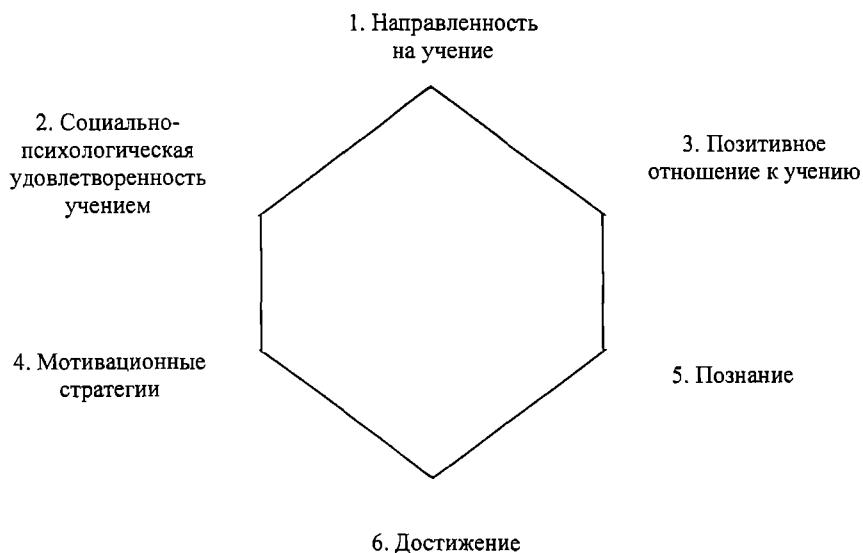 1. Направленность
на учение
2. Социально-
психологическая
удовлетворенность
учением
3. Позитивное
отношение к учению
4. Мотивационные
стратегии
5. Познание
6. Достижение